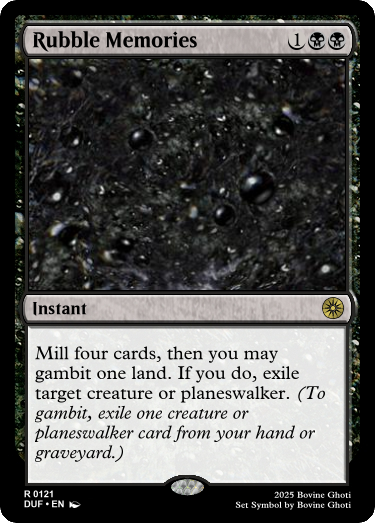 Rubble Memories 1
Instant
Mill four cards, then you may
gambit one land. If you do, exile
target creature or planeswalker. (To
gambit, exile one creature or
planeswalker card from your hand or
graveyard.)
R 0121
DUF • EN
2025 Bovine Ghoti
Set Symbol by Bovine Ghoti